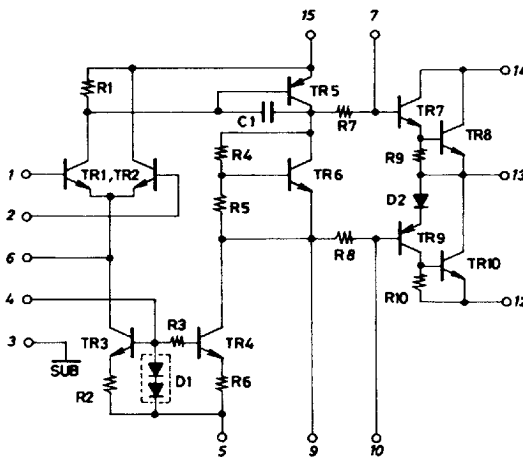 15 7
14
R1
TR5
C1
R7
TR7
TR8
R4
R9
1
TR1,TR2
TR6
13
D2
2
R5
TR9
6
R8
TR10
4
R10
12
R3
3
TR3
TR4
SUB
D1
R2
R6
5 9 10